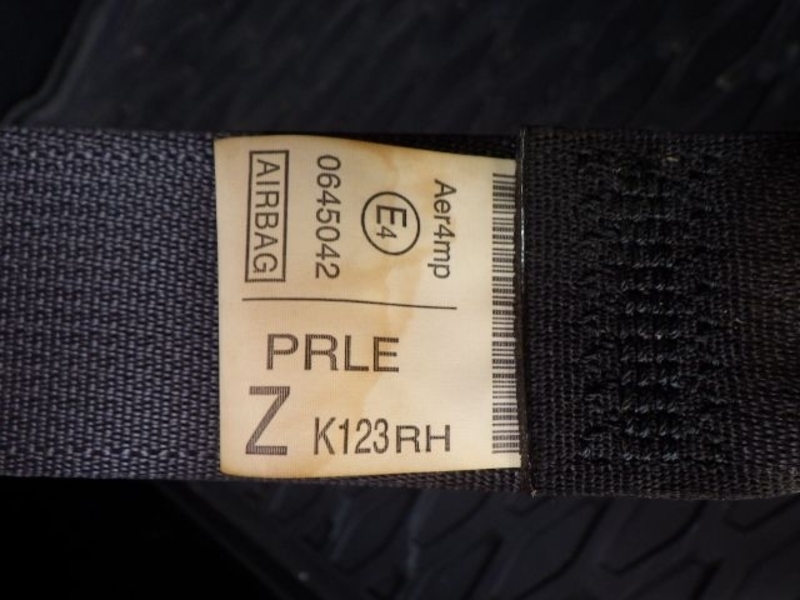 Aer4mp
E4
0645042
AIRBAG
PRLE
Z K123RH